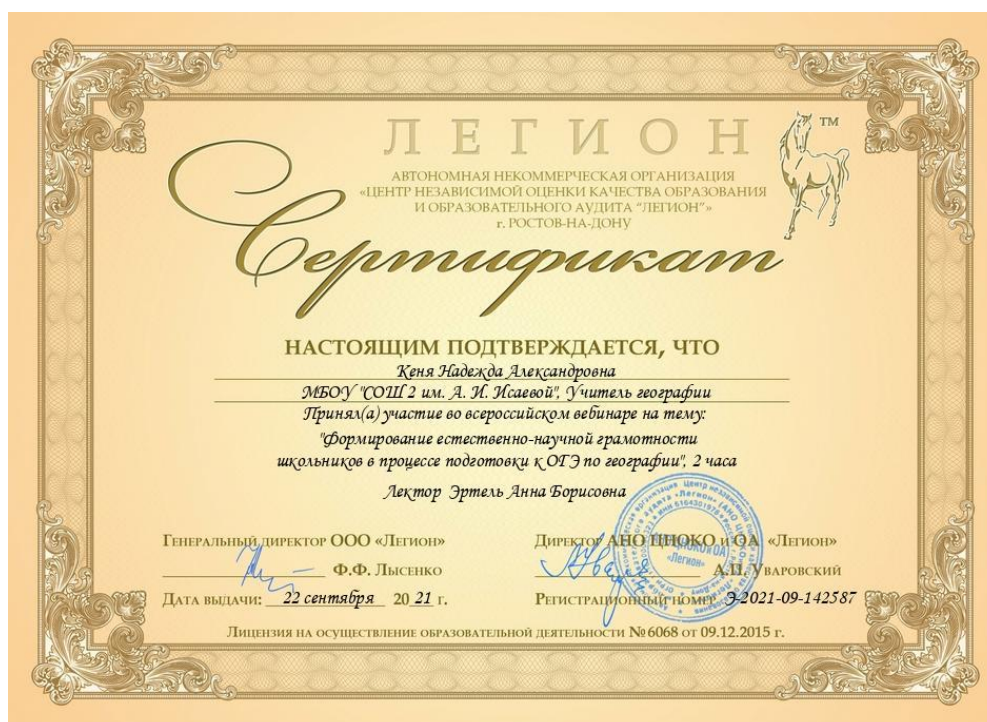 ЛЕГИОН
TM
АВТОНОМНАЯ НЕКОММЕРЧЕСКАЯ ОРГАНИЗАЦИЯ
«ЦЕНТР НЕЗАВИСИМОЙ ОЦЕНКИ КАЧЕСТВА ОБРАЗОВАНИЯ
И ОБРАЗОВАТЕЛЬНОГО АУДИТА "ЛЕГИОН"»
г. РОСТОВ-НА-ДОНУ
Сертификат
НАСТОЯЩИМ ПОДТВЕРЖДАЕТСЯ, ЧТО
Кеня Надежда Александровна
МБОУ "СОШ 2 им. А. И. Исаевой", Учитель географии
Принял(а) участие во всероссийском вебинаре на тему:
"Формирование естественно-научной грамотности
школьников в процессе подготовки к ОГЭ по географии", 2 часа
Лектор Эртель Анна Борисовна
Генеральный директор ООО «Легион»
Ф.Ф. Лысенко
Дата выдачи: 22 сентября 20 21 г.
Директор АНО ЦНОКО и ОА «Легион»
А.П. Уваровский
Регистрационный номер Э-2021-09-142587
Лицензия на осуществление образовательной деятельности №6068 от 09.12.2015 г.